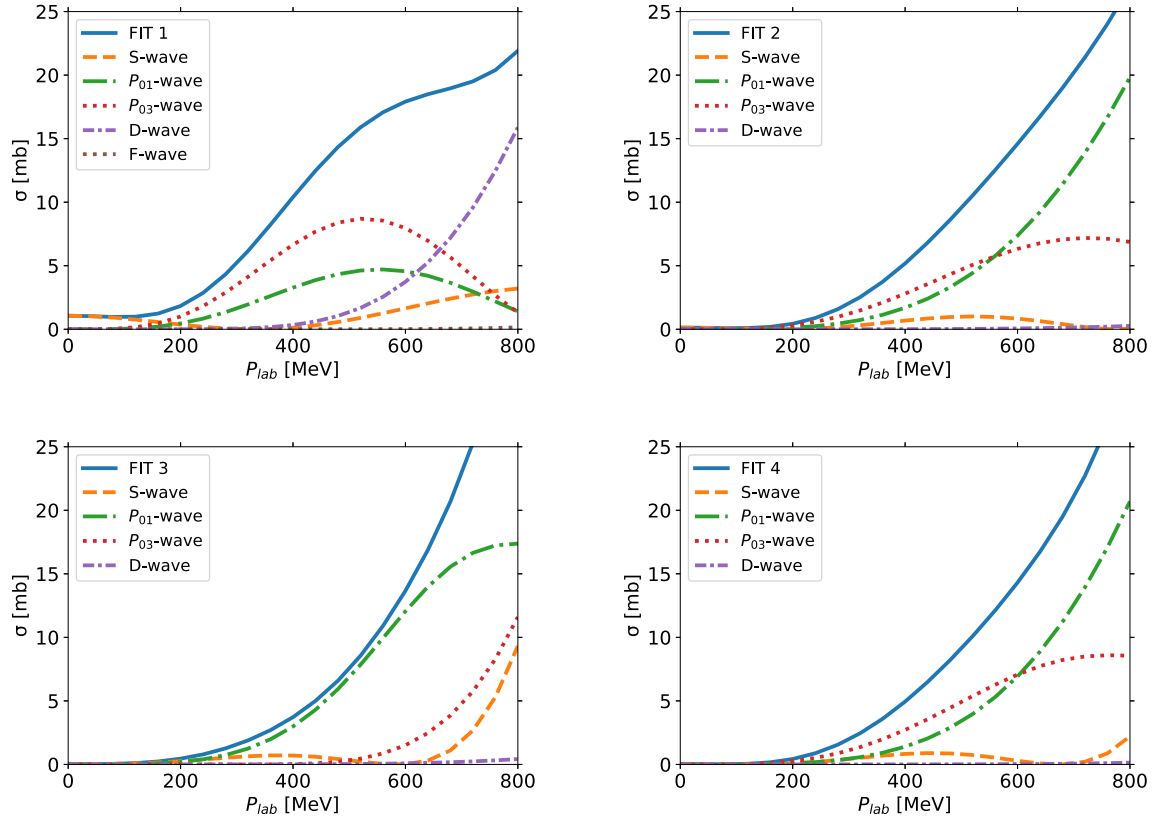 25
20
15
10
5
0
σ [mb]
FIT 1
S-wave
P01-wave
P03-wave
D-wave
F-wave
0 200 400 600 800
Plab [MeV]
25
20
15
10
5
0
σ [mb]
FIT 2
S-wave
P01-wave
P03-wave
D-wave
0 200 400 600 800
Plab [MeV]
25
20
15
10
5
0
σ [mb]
FIT 3
S-wave
P01-wave
P03-wave
D-wave
0 200 400 600 800
Plab [MeV]
25
20
15
10
5
0
σ [mb]
FIT 4
S-wave
P01-wave
P03-wave
D-wave
0 200 400 600 800
Plab [MeV]